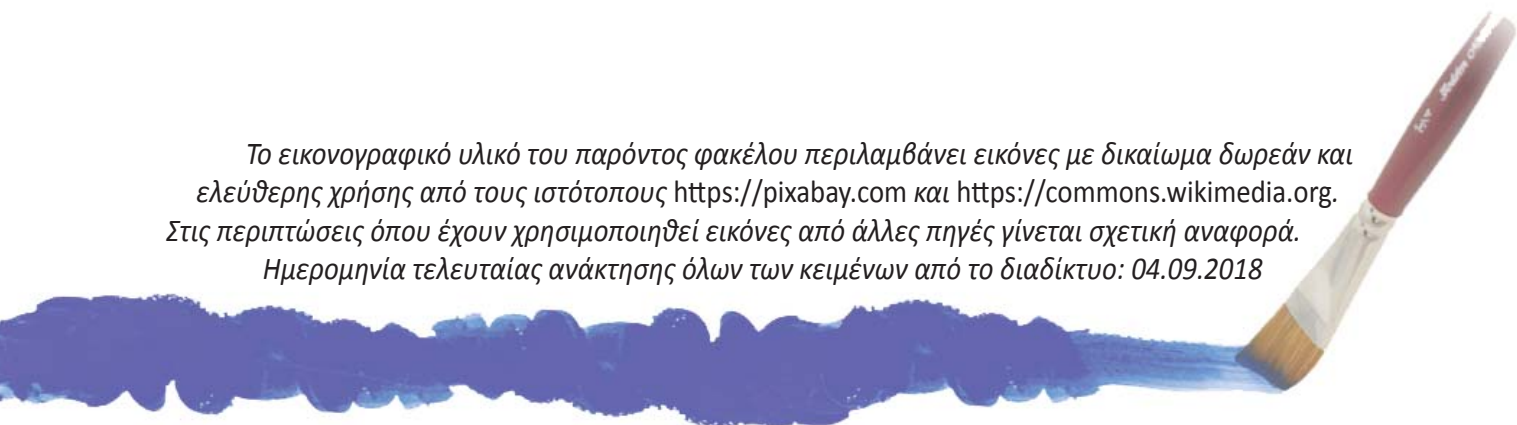 Το εικονογραφικό υλικό του παρόντος φακέλου περιλαμβάνει εικόνες με δικαίωμα δωρεάν και
ελεύθερης χρήσης από τους ιστότοπους https://pixabay.com και https://commons.wikimedia.org.
Στις περιπτώσεις όπου έχουν χρησιμοποιηθεί εικόνες από άλλες πηγές γίνεται σχετική αναφορά.
Ημερομηνία τελευταίας ανάκτησης όλων των κειμένων από το διαδίκτυο: 04.09.2018